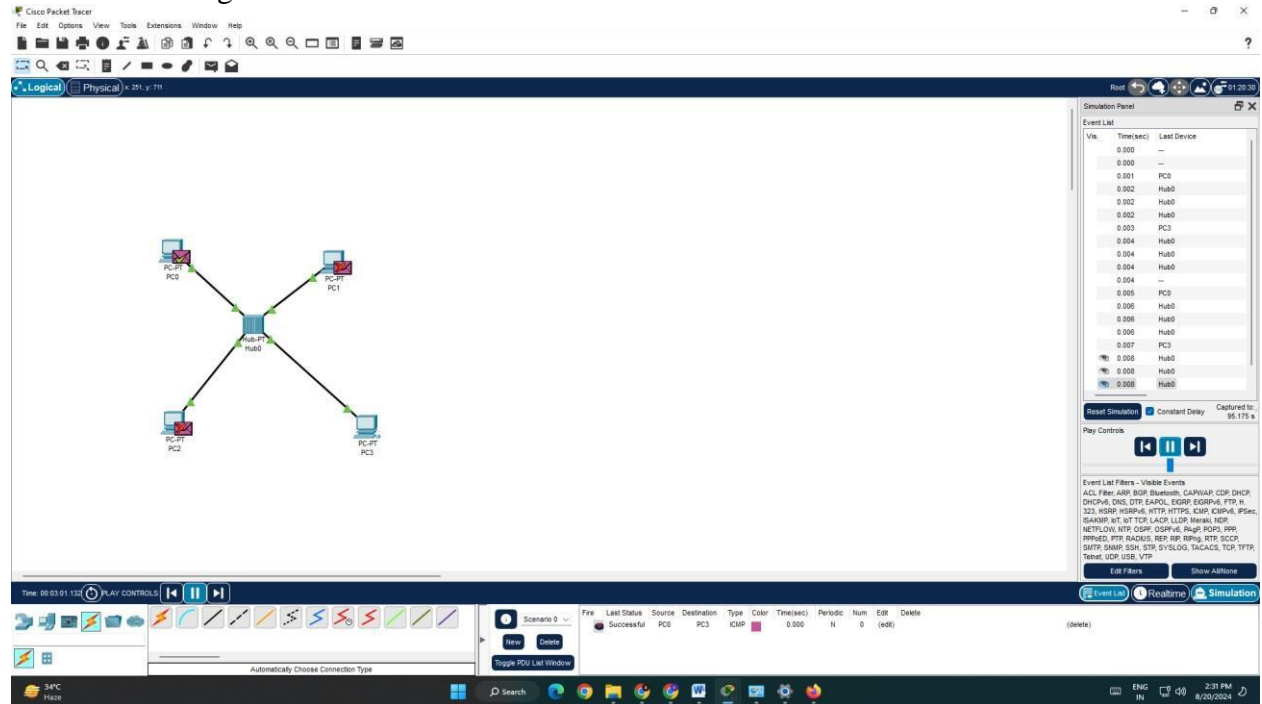 Cisco Packet Tracer
File Edit Options View Tools Extensions Window Help
?
Logical Physical x: 251, y: 711 Root 01:20:30
Simulation Panel
Event List
Vis. Time(sec) Last Device
0.000 --
0.000 --
0.001 PC0
0.002 Hub0
0.002 Hub0
0.002 Hub0
0.003 PC3
0.004 Hub0
0.004 Hub0
0.004 Hub0
0.004 --
0.005 PC0
0.006 Hub0
0.006 Hub0
0.006 Hub0
0.007 PC3
0.008 Hub0
0.008 Hub0
0.008 Hub0
Reset Simulation Constant Delay Captured to:
95.175 s
Play Controls
Event List Filters - Visible Events
ACL Filter, ARP, BGP, Bluetooth, CAPWAP, CDP, DHCP,
DHCPv6, DNS, DTP, EAPOL, EIGRP, EIGRPv6, FTP, H.
323, HSRP, HSRPv6, HTTP, HTTPS, ICMP, ICMPv6, IPSec,
ISAKMP, IoT, IoT TCP, LACP, LLDP, Meraki, NDP,
NETFLOW, NTP, OSPF, OSPFv6, PAgP, POP3, PPP,
PPPoED, PTP, RADIUS, REP, RIP, RIPng, RTP, SCCP,
SMTP, SNMP, SSH, STP, SYSLOG, TACACS, TCP, TFTP,
Telnet, UDP, USB, VTP
Edit Filters Show All/None
PC-PT
PC0
PC-PT
PC1
Hub-PT
Hub0
PC-PT
PC2
PC-PT
PC3
Time: 00:03:01.132 PLAY CONTROLS Event List Realtime Simulation
Scenario 0
New Delete
Toggle PDU List Window
Fire Last Status Source Destination Type Color Time(sec) Periodic Num Edit Delete
Successful PC0 PC3 ICMP 0.000 N 0 (edit) (delete)
Automatically Choose Connection Type
34°C
Haze
Search
ENG
IN
2:31 PM
8/20/2024